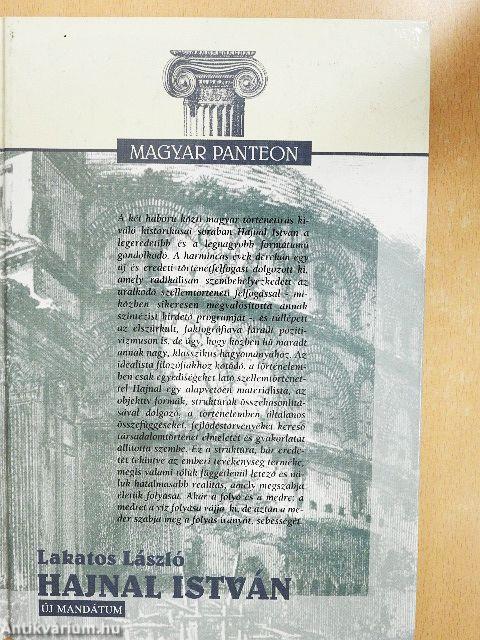 MAGYAR PANTEON
A két háború közti magyar történetírás ki-
váló historikusai sorában Hajnal István a
legeredetibb és a legnagyobb formátumú
gondolkodó. A harmincas évek derekán egy
új és eredeti történetfelfogást dolgozott ki,
amely radikálisan szembehelyezkedett az
uralkodó szellemtörténeti felfogással - mi-
közben sikeresen megvalósította annak
szintézist hirdető programját -, és túllépett
az elszürkült, faktográfiává fáradt poziti-
vizmuson is, de úgy, hogy közben hű maradt
annak nagy, klasszikus hagyományához. Az
idealista filozófiákhoz kötődő, a történelem-
ben csak egyediségeket látó szellemtörténet-
tel Hajnal egy alapvetően materialista, az
objektív formák, struktúrák összehasonlítá-
sával dolgozó, a történelemben általános
összefüggéseket, fejlődéstörvényeket kereső
társadalomtörténet elméletét és gyakorlatát
állította szembe. Ez a struktúra, bár erede-
tét tekintve az emberi tevékenység terméke,
mégis valami tőlük függetlenül létező és ná-
luk hatalmasabb realitás, amely megszabja
életük folyását. Akár a folyó és a medre: a
medret a víz folyása vájja ki, de aztán a me-
der szabja meg a folyás irányát, sebességét.
Lakatos László
HAJNAL ISTVÁN
ÚJ MANDÁTUM
Antikvarium.hu